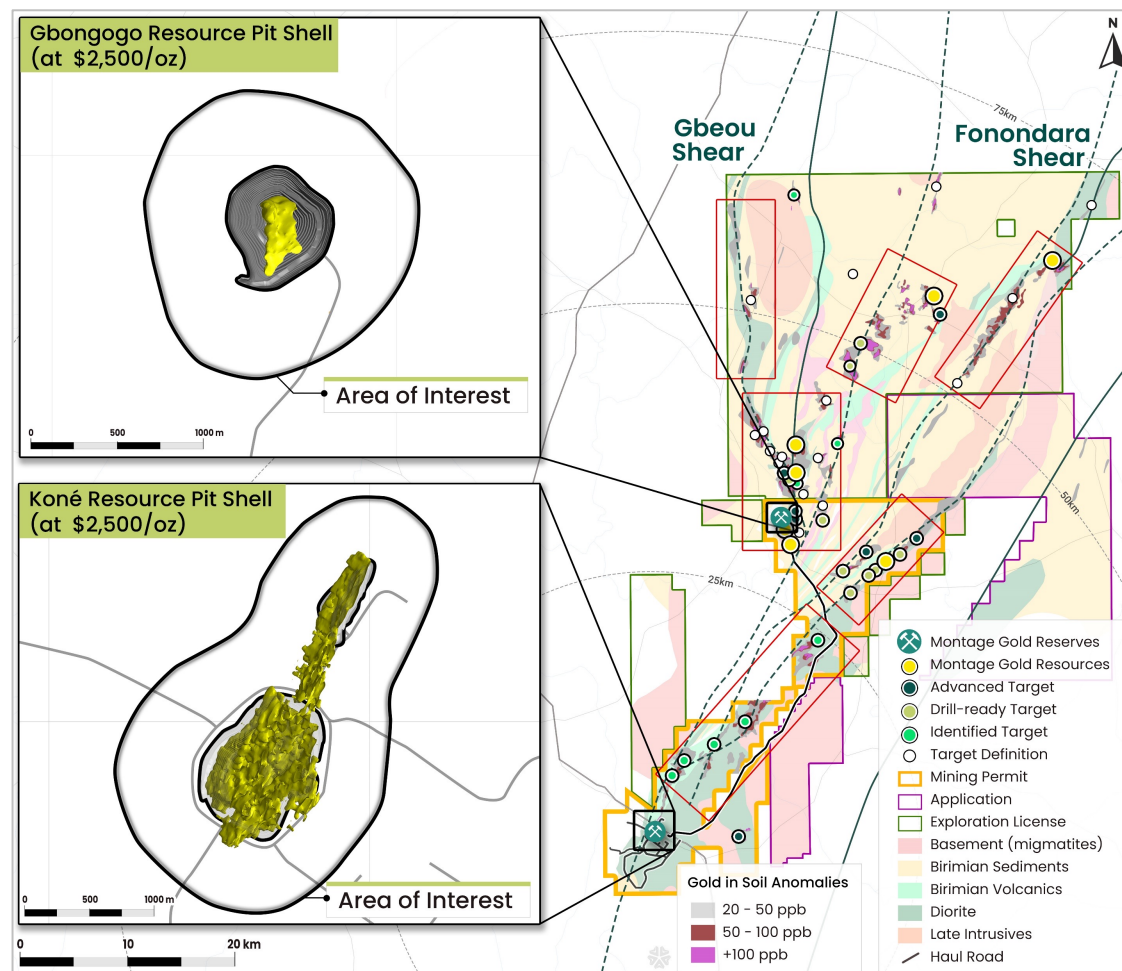 Gbongogo Resource Pit Shell
(at $2,500/oz)
Area of Interest
0 500 1000 m
Koné Resource Pit Shell
(at $2,500/oz)
Area of Interest
0 500 1000 m
0 10 20 km
N
75km
Gbeou
Shear
Fonondara
Shear
50km
25km
Montage Gold Reserves
Montage Gold Resources
Advanced Target
Drill-ready Target
Identified Target
Target Definition
Mining Permit
Application
Exploration License
Basement (migmatites)
Birimian Sediments
Birimian Volcanics
Diorite
Late Intrusives
Haul Road
Gold in Soil Anomalies
20 - 50 ppb
50 - 100 ppb
+100 ppb